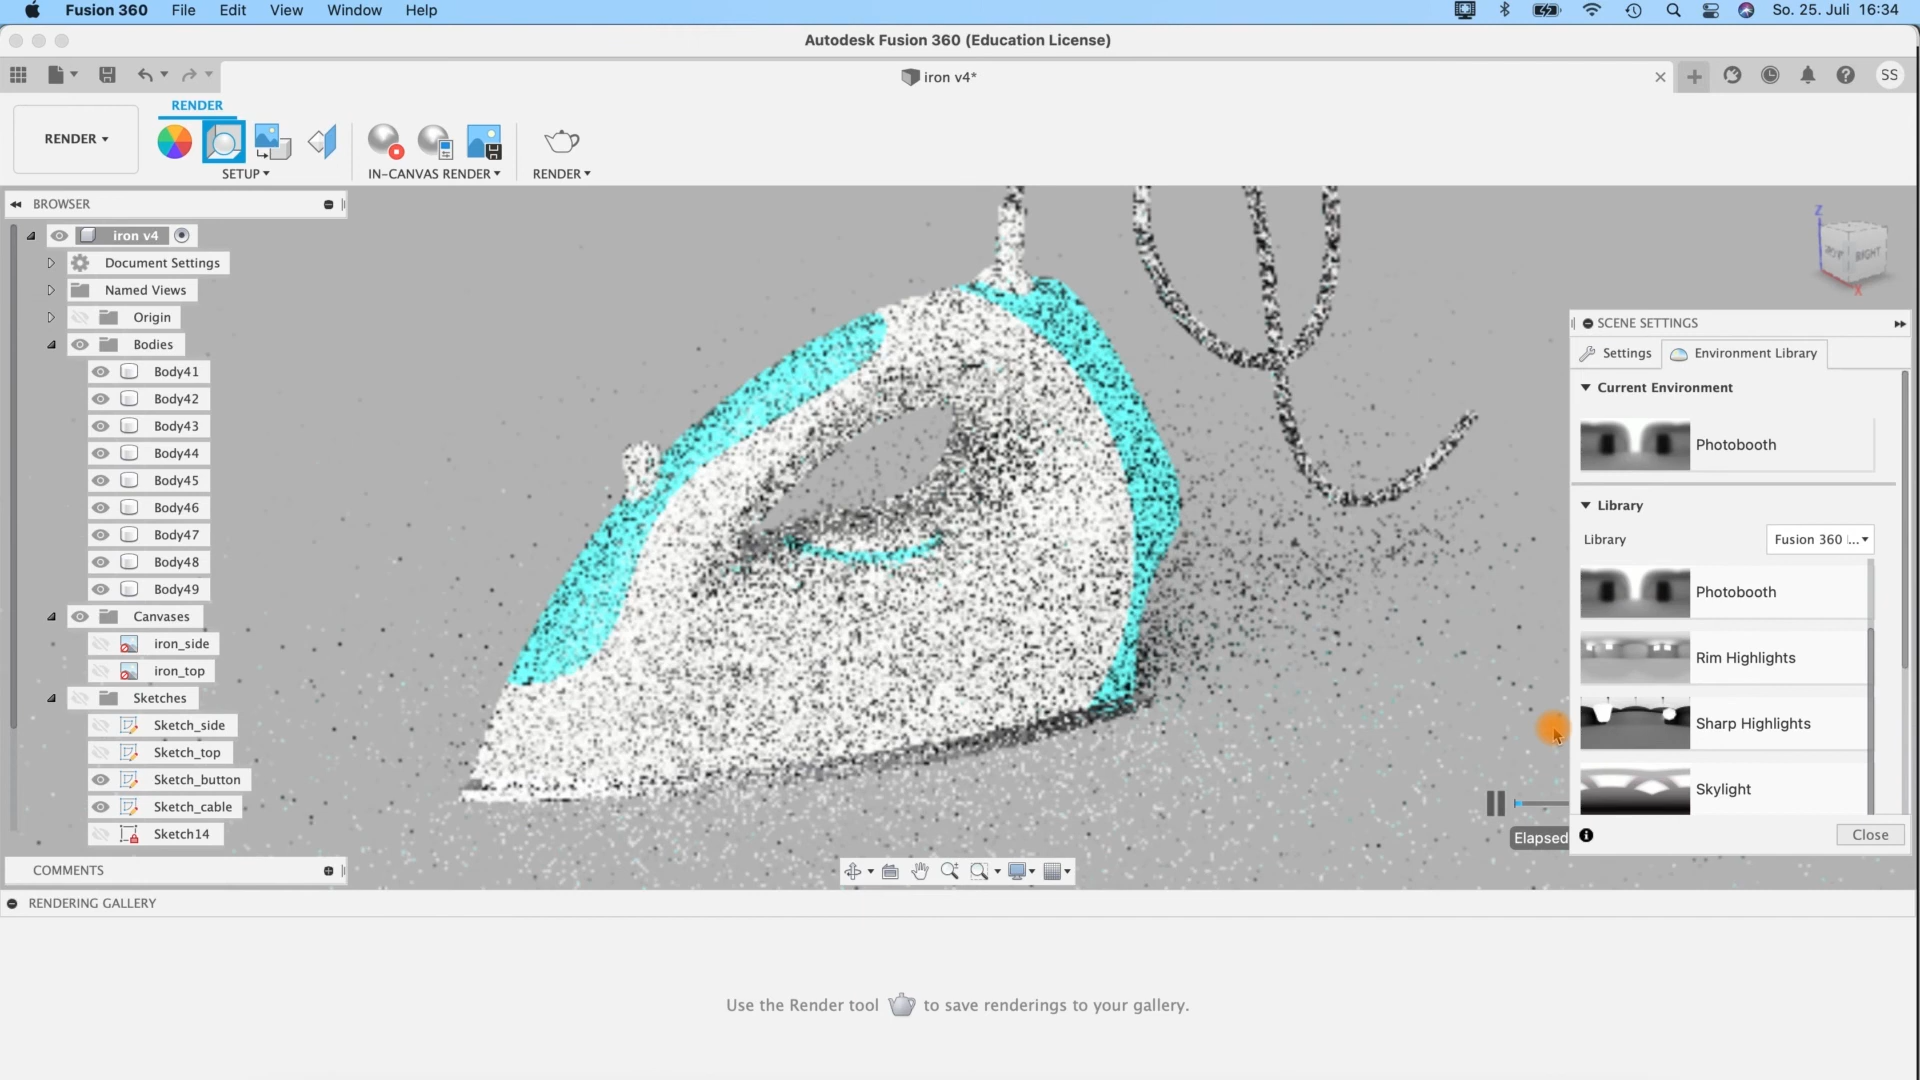 Fusion 360 File Edit View Window Help So. 25. Juli 16:34
Autodesk Fusion 360 (Education License)
iron v4*
SS
RENDER
RENDER
SETUP
IN-CANVAS RENDER
RENDER
BROWSER
iron v4
Document Settings
Named Views
Origin
Bodies
Body41
Body42
Body43
Body44
Body45
Body46
Body47
Body48
Body49
Canvases
iron_side
iron_top
Sketches
Sketch_side
Sketch_top
Sketch_button
Sketch_cable
Sketch14
COMMENTS
Z
RIGHT
X
SCENE SETTINGS
Settings Environment Library
Current Environment
Photobooth
Library
Library Fusion 360 ...
Photobooth
Rim Highlights
Sharp Highlights
Skylight
Elapsed
Close
RENDERING GALLERY
Use the Render tool to save renderings to your gallery.